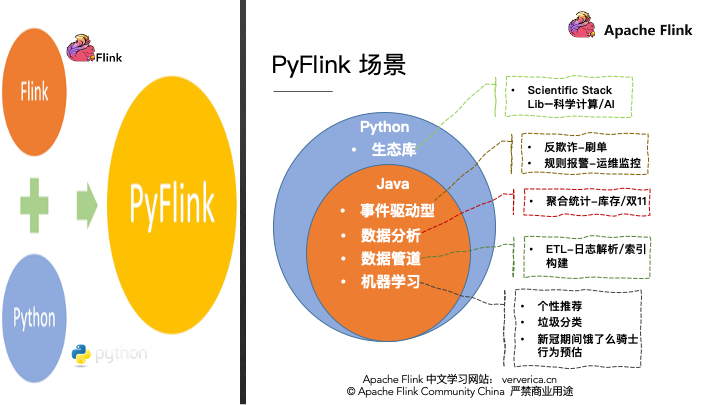 Flink
Flink
PyFlink
Python
python
Apache Flink
PyFlink 场景
Python
• 生态库
Java
• 事件驱动型
• 数据分析
• 数据管道
• 机器学习
• Scientific Stack
Lib—科学计算/AI
• 反欺诈–刷单
• 规则报警–运维监控
• 聚合统计–库存/双11
• ETL–日志解析/索引
构建
• 个性推荐
• 垃圾分类
• 新冠期间饿了么骑士
行为预估
Apache Flink 中文学习网站： ververica.cn
© Apache Flink Community China 严禁商业用途